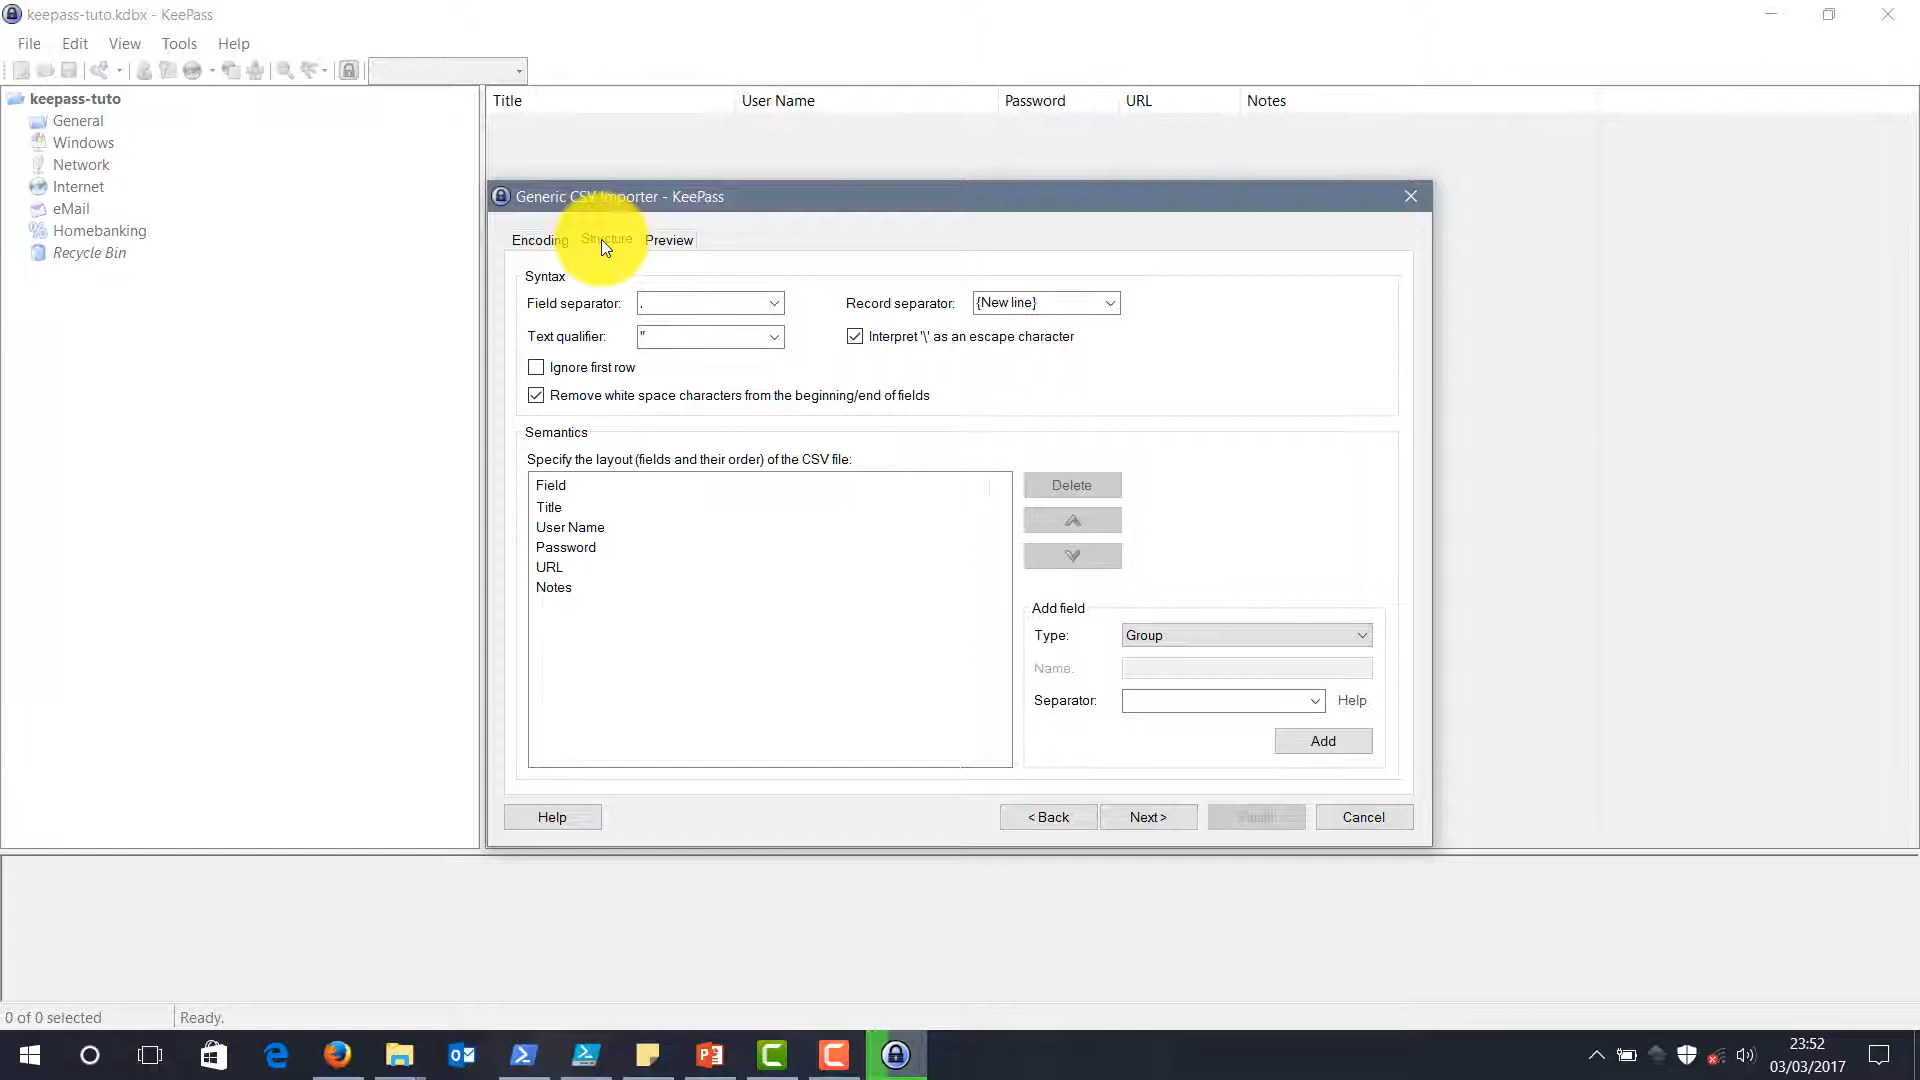 keepass-tuto.kdbx - KeePass
File Edit View Tools Help
keepass-tuto
General
Windows
Network
Internet
eMail
Homebanking
Recycle Bin
Title User Name Password URL Notes
Generic CSV Importer - KeePass
Encoding Structure Preview
Syntax
Field separator: , Record separator: {New line}
Text qualifier: " Interpret '\' as an escape character
Ignore first row
Remove white space characters from the beginning/end of fields
Semantics
Specify the layout (fields and their order) of the CSV file:
Field
Title
User Name
Password
URL
Notes
Delete
Add field
Type: Group
Name:
Separator: Help
Add
Help < Back Next > Cancel
0 of 0 selected Ready.
23:52
03/03/2017